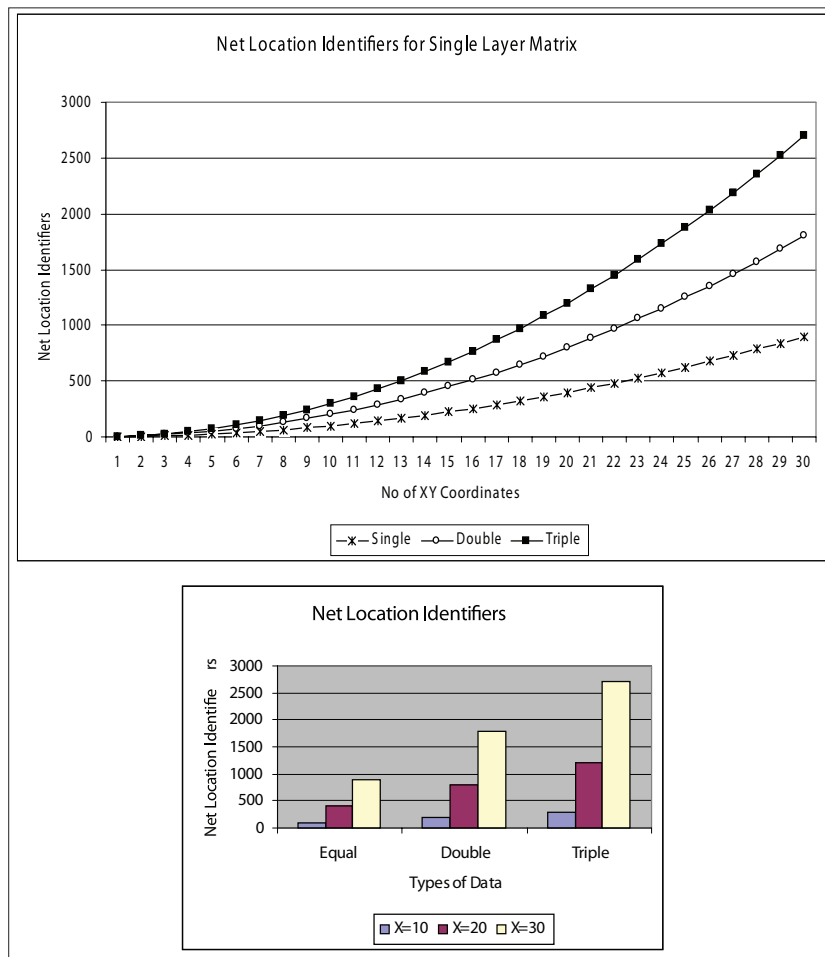 Net Location Identifiers for Single Layer Matrix
3000
2500
2000
1500
1000
500
0
Net Location Identifiers
1 2 3 4 5 6 7 8 9 10 11 12 13 14 15 16 17 18 19 20 21 22 23 24 25 26 27 28 29 30
No of XY Coordinates
Single Double Triple
Net Location Identifiers
Net Location Identifie rs
3000
2500
2000
1500
1000
500
0
Equal Double Triple
Types of Data
X=10 X=20 X=30